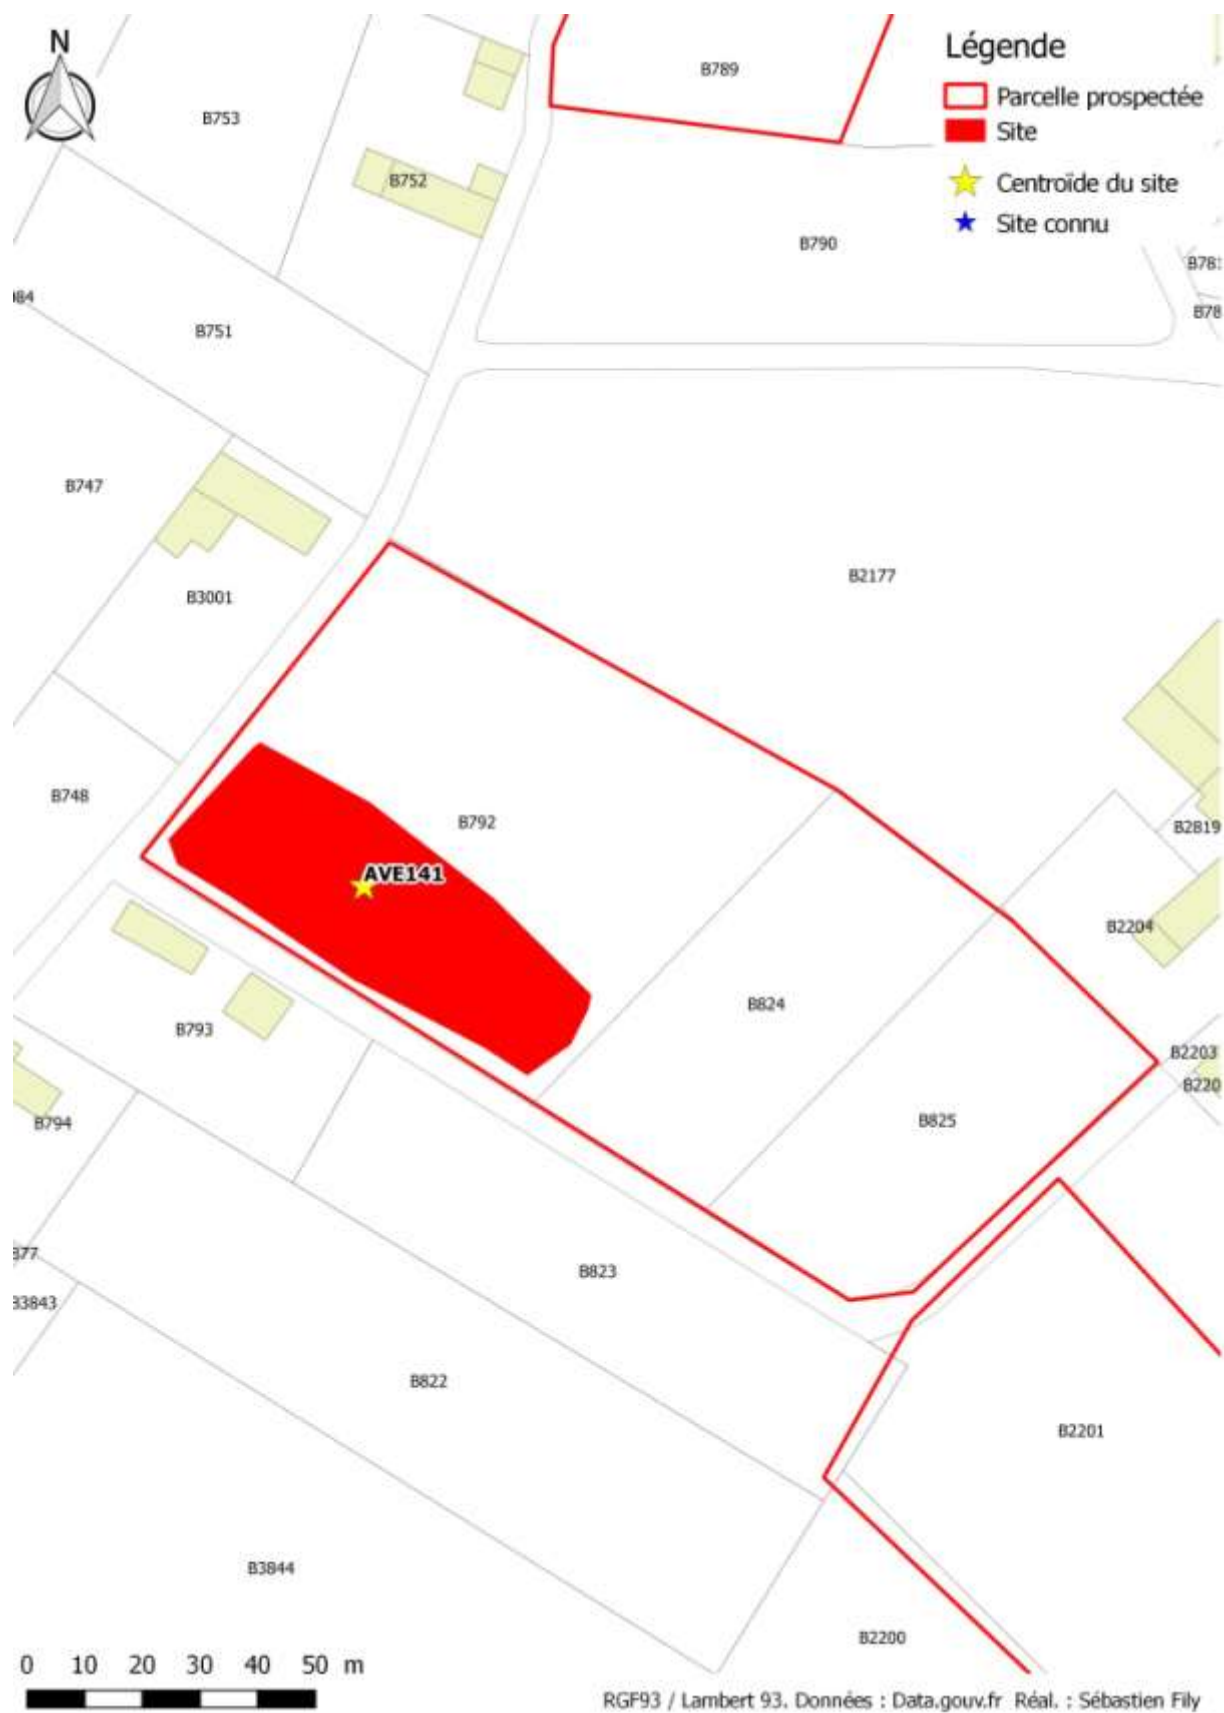 N
Légende
Parcelle prospectée
Site
Centroïde du site
Site connu
B789
B753
B752
B790
B751
B747
B2177
B3001
B748
B792
B2819
AVE141
B2204
B824
B793
B2203
B825
B794
B823
B3843
B822
B2201
B3844
B2200
0 10 20 30 40 50 m
RGF93 / Lambert 93. Données : Data.gouv.fr Réal. : Sébastien Fily